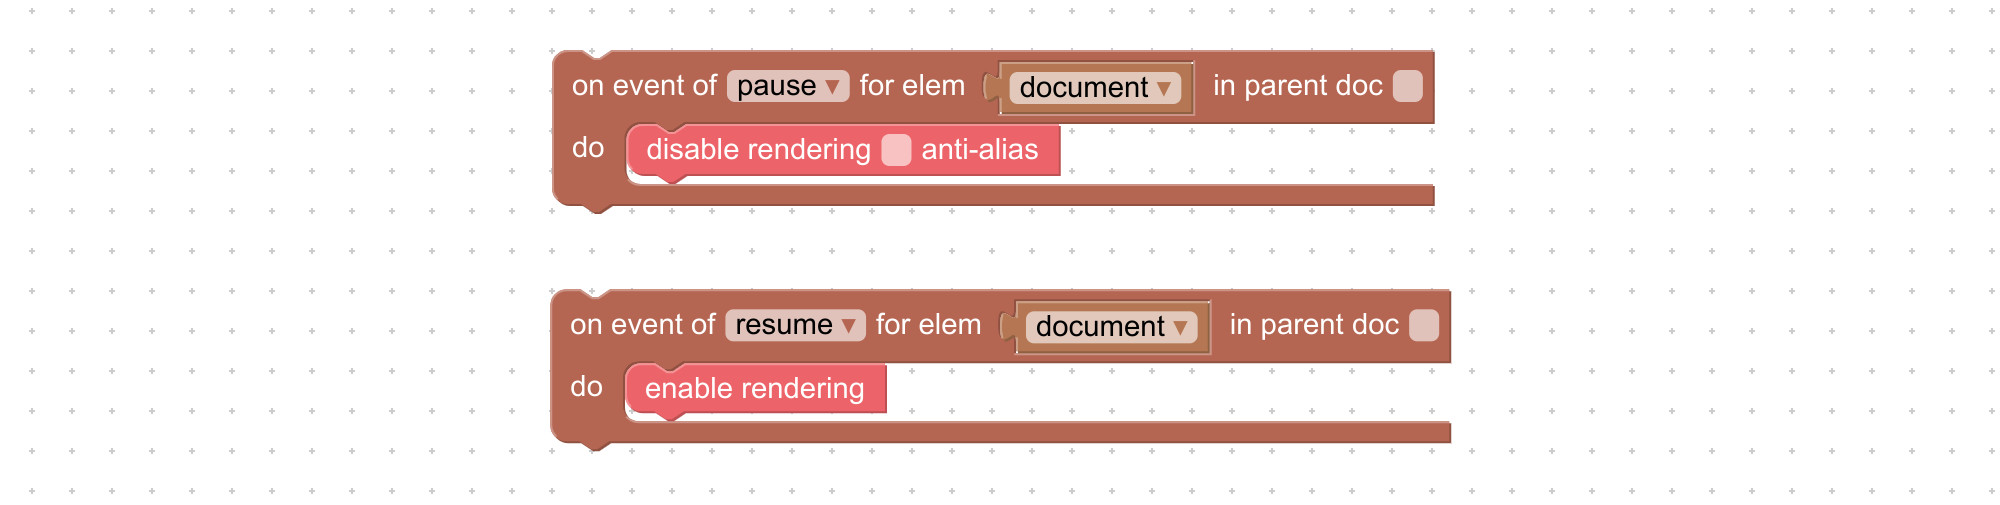 on event of pause ▼ for elem document ▼ in parent doc
do disable rendering anti-alias
on event of resume ▼ for elem document ▼ in parent doc
do enable rendering